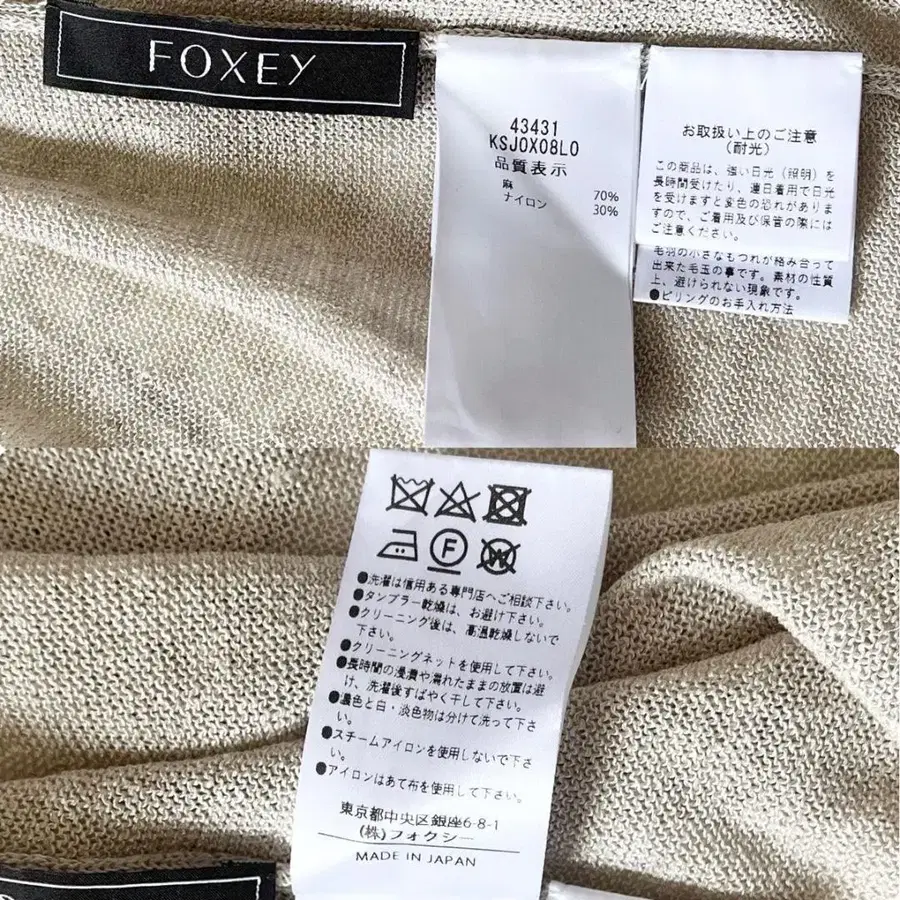 FOXEY
43431
KSJ0X08L0
品質表示
麻 70%
ナイロン 30%
お取扱い上のご注意
(耐光)
この商品は、強い日光(照明)を
長時間受けたり、連日着用で日光
を受けますと変色の恐れがありま
すので、ご着用及び保管の際には
ご注意ください。
毛羽の小さなもつれが絡み合って
出来た毛玉の事です。素材の性質
上、避けられない現象です。
●ピリングのお手入れ方法
F
W
●洗濯は信用ある専門店へご相談下さい。
●タンブラー乾燥は、お避け下さい。
●クリーニング後は、高温乾燥しないで
下さい。
●クリーニングネットを使用して下さい。
●長時間の浸漬や濡れたままの放置は避
け、洗濯後すばやく干して下さい。
●濃色と白・淡色物は分けて洗って下さ
い。
●スチームアイロンを使用しないで下さ
い。
●アイロンはあて布を使用して下さい。
東京都中央区銀座6-8-1
(株)フォクシー
MADE IN JAPAN